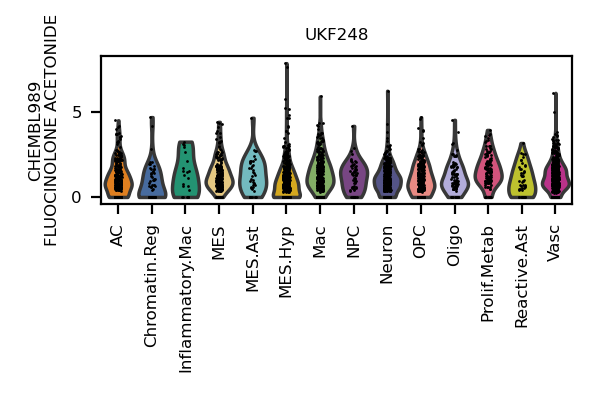 UKF248
CHEMBL989
FLUOCINOLONE ACETONIDE
5
0
AC
Chromatin.Reg
Inflammatory.Mac
MES
MES.Ast
MES.Hyp
Mac
NPC
Neuron
OPC
Oligo
Prolif.Metab
Reactive.Ast
Vasc